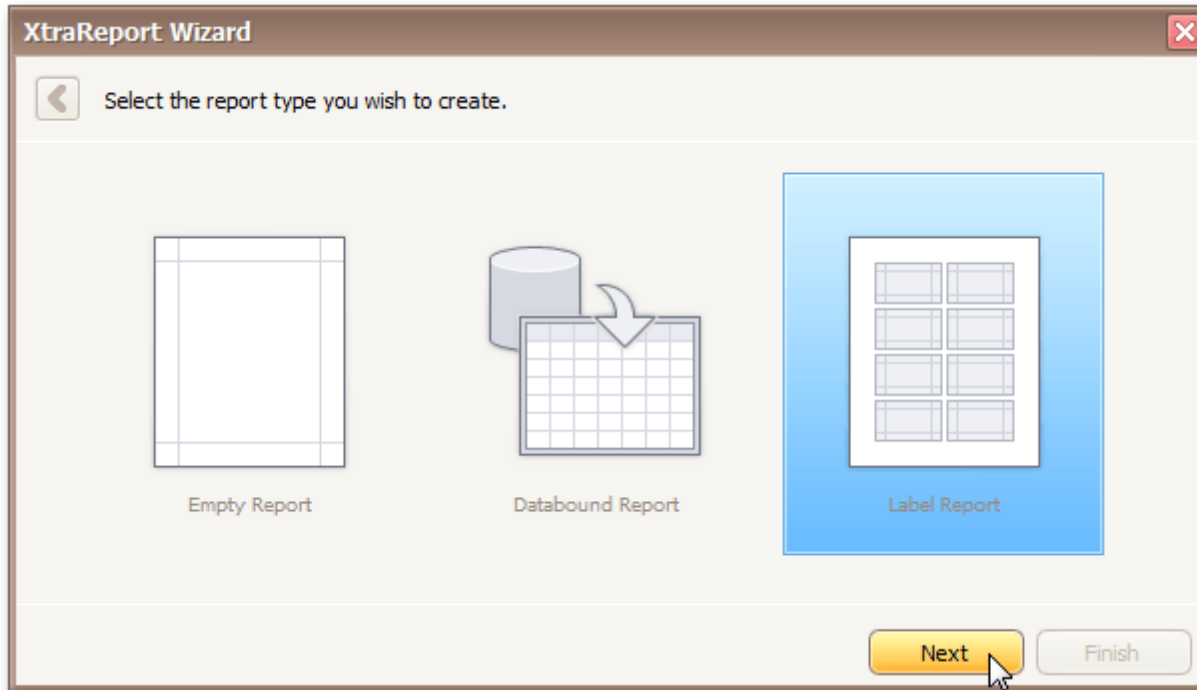 XtraReport Wizard
Select the report type you wish to create.
Empty Report
Databound Report
Label Report
Next
Finish